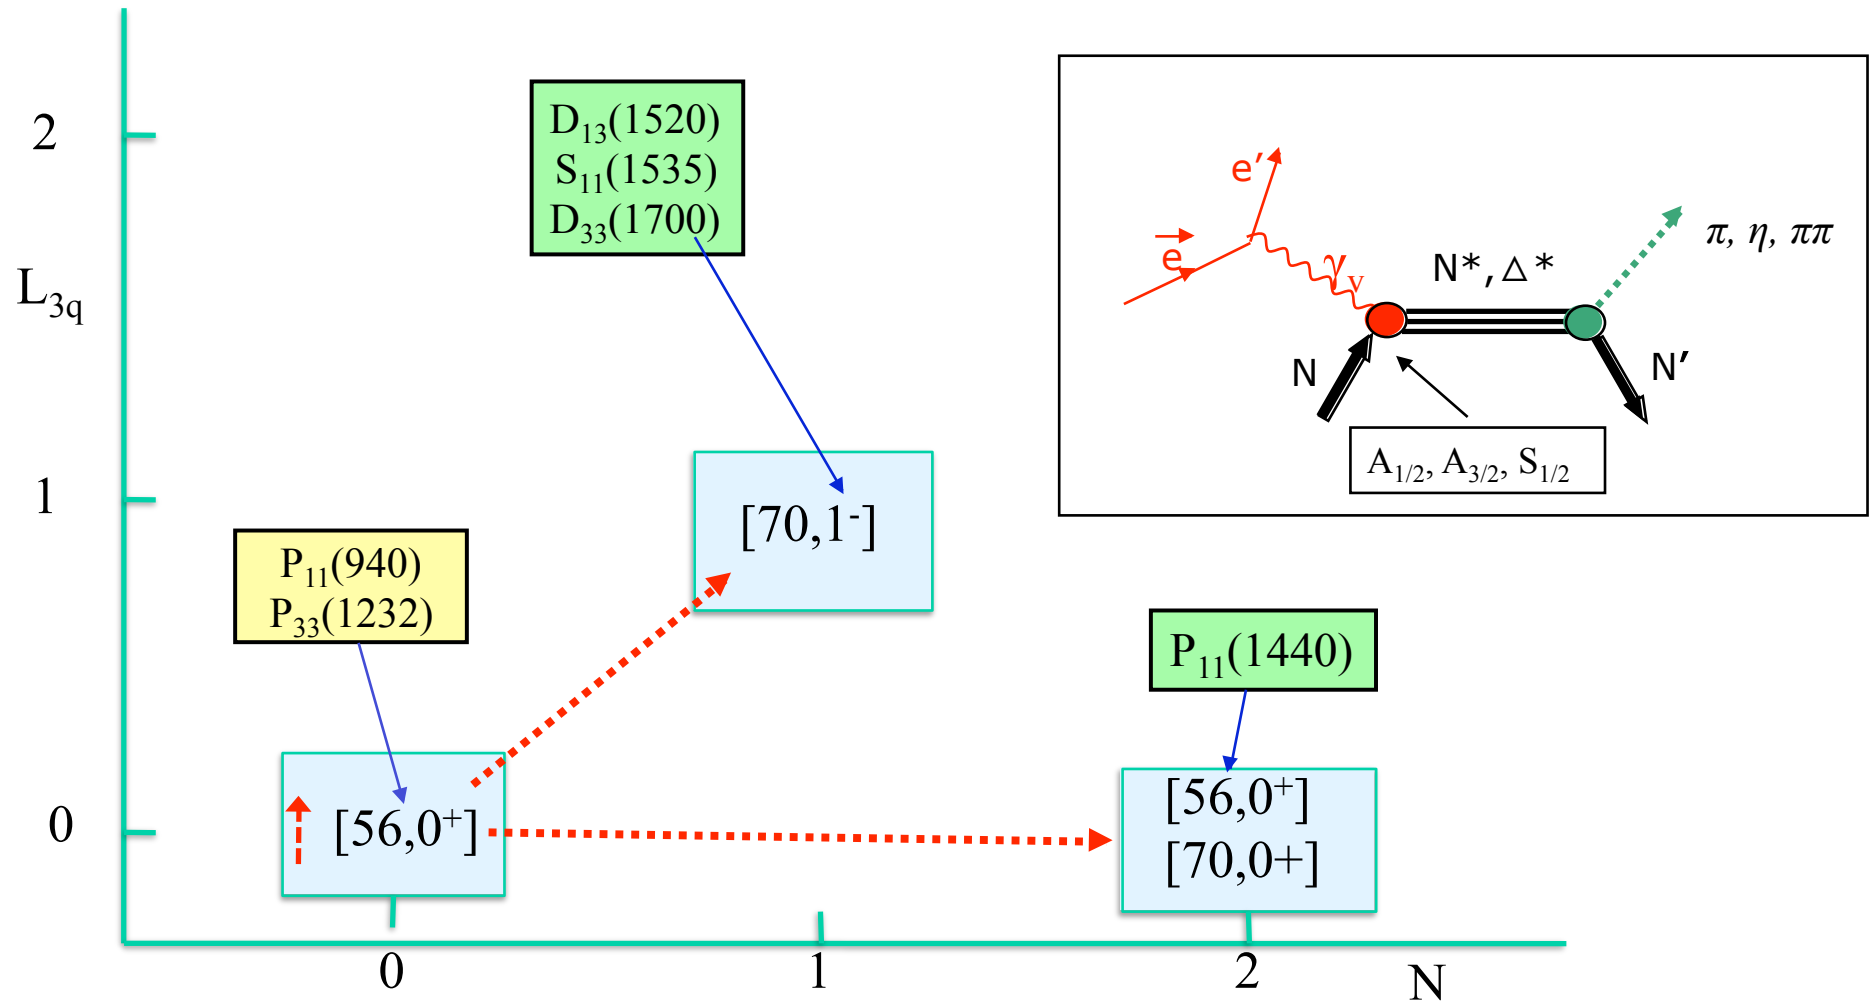 2
L₃q
1
0
D₁₃(1520)
S₁₁(1535)
D₃₃(1700)
[70,1⁻]
P₁₁(940)
P₃₃(1232)
[56,0⁺]
P₁₁(1440)
[56,0⁺]
[70,0+]
0
1
2
N
e′
e
γv
N*,Δ*
π, η, ππ
N
N′
A1/2, A3/2, S1/2